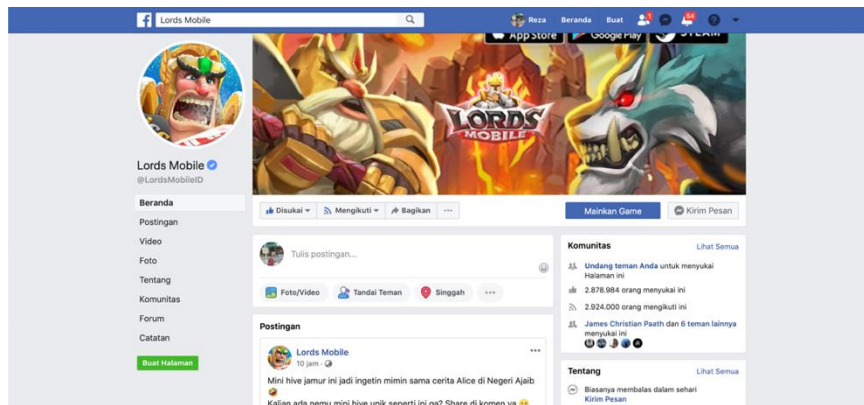 Lords Mobile
Reza Beranda Buat 54
App Store Google Play STEAM
LORDS
MOBILE
Lords Mobile
@LordsMobileID
Beranda
Postingan
Video
Foto
Tentang
Komunitas
Forum
Catatan
Buat Halaman
Disukai Mengikuti Bagikan ...
Mainkan Game Kirim Pesan
Tulis postingan...
Foto/Video Tandai Teman Singgah ...
Postingan
Lords Mobile
10 jam ·
Mini hive jamur ini jadi ingetin mimin sama cerita Alice di Negeri Ajaib
Kalian ada nemu mini hive unik seperti ini ga? Share di komen ya
Komunitas Lihat Semua
Undang teman Anda untuk menyukai
Halaman ini
2.878.984 orang menyukai ini
2.924.000 orang mengikuti ini
James Christian Paath dan 6 teman lainnya
menyukai ini
Tentang Lihat Semua
Biasanya membalas dalam sehari
Kirim Pesan